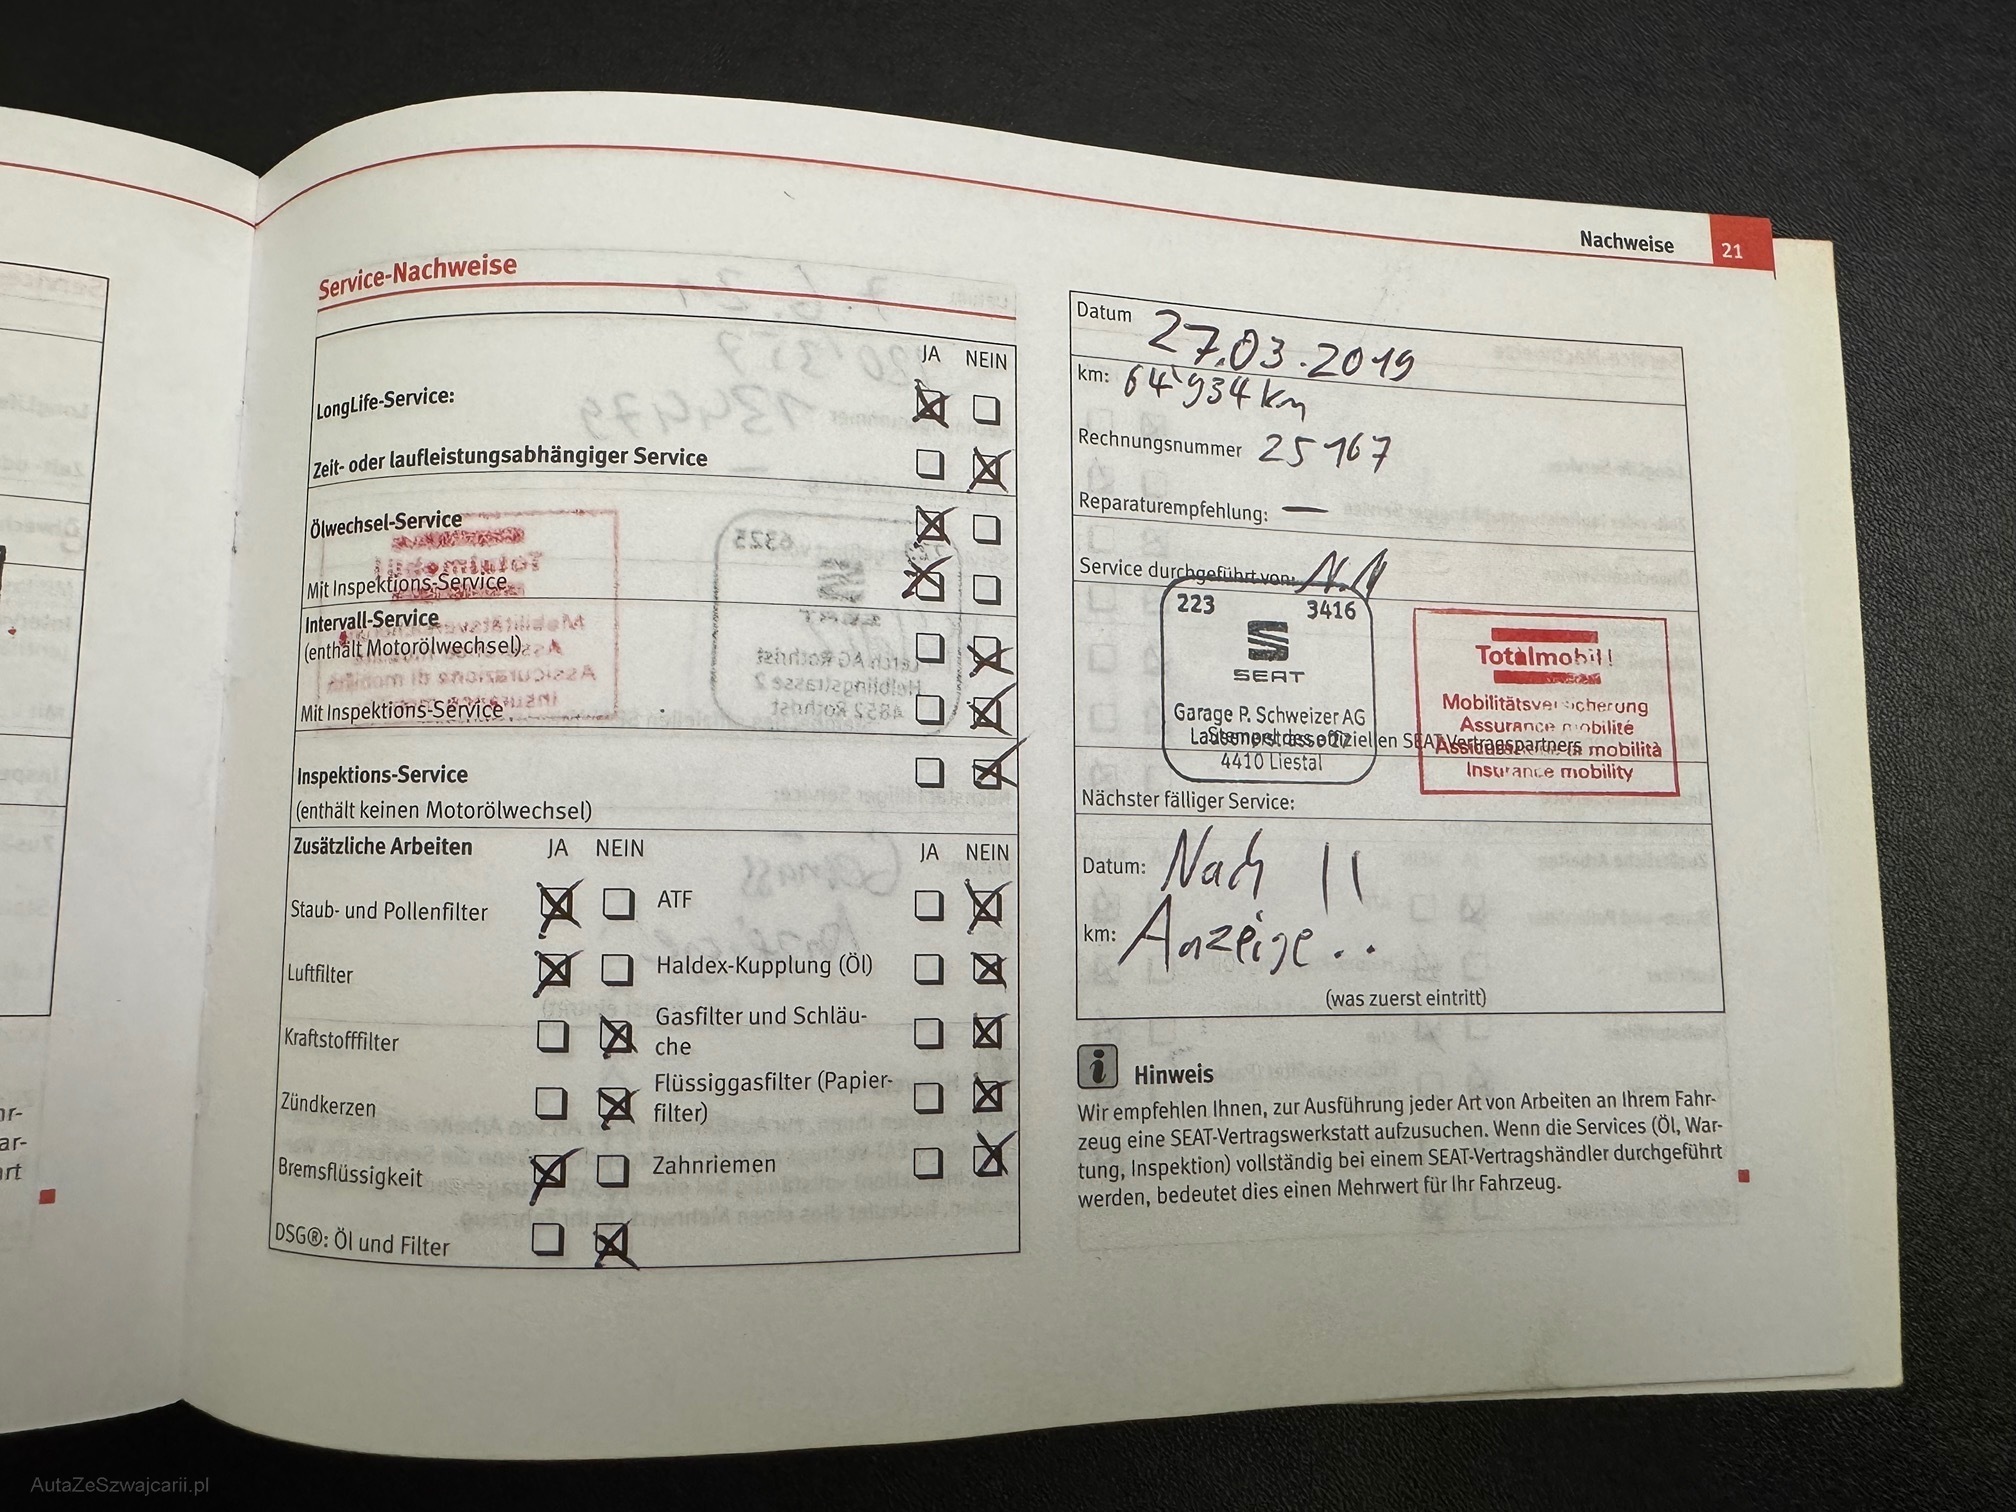 Nachweise 21
Service-Nachweise
JA NEIN
LongLife-Service:
Zeit- oder laufleistungsabhängiger Service
Ölwechsel-Service
Mit Inspektions-Service
Intervall-Service
(enthält Motorölwechsel)
Mit Inspektions-Service
Inspektions-Service
(enthält keinen Motorölwechsel)
Zusätzliche Arbeiten JA NEIN JA NEIN
Staub- und Pollenfilter ATF
Luftfilter Haldex-Kupplung (Öl)
Kraftstofffilter Gasfilter und Schläu-
che
Zündkerzen Flüssiggasfilter (Papier-
filter)
Bremsflüssigkeit Zahnriemen
DSG®: Öl und Filter
Datum 27.03.2019
km: 64'934 km
Rechnungsnummer 25167
Reparaturempfehlung: —
Service durchgeführt von:
223 3416
SEAT
Garage P. Schweizer AG
4410 Liestal
Totalmobil!
Mobilitätsversicherung
Assurance mobilité
Assicurazione di mobilità
Insurance mobility
Stempel des offiziellen SEAT-Vertragspartners
Nächster fälliger Service:
Datum: Nach
km: Anzeige..
(was zuerst eintritt)
i Hinweis
Wir empfehlen Ihnen, zur Ausführung jeder Art von Arbeiten an Ihrem Fahr-
zeug eine SEAT-Vertragswerkstatt aufzusuchen. Wenn die Services (Öl, War-
tung, Inspektion) vollständig bei einem SEAT-Vertragshändler durchgeführt
werden, bedeutet dies einen Mehrwert für Ihr Fahrzeug.
AutaZeSzwajcarii.pl